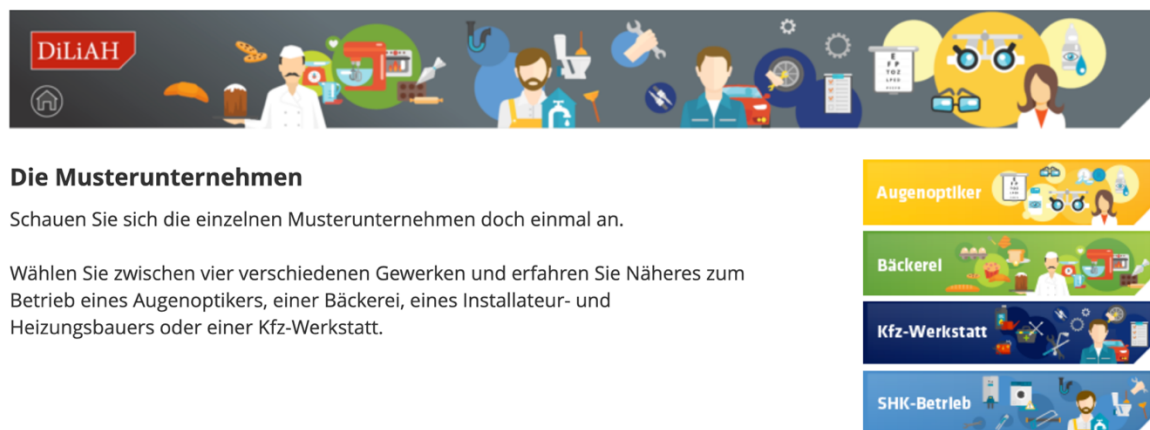 DiLiAH
E
F P
TOZ
LPED
Die Musterunternehmen
Schauen Sie sich die einzelnen Musterunternehmen doch einmal an.
Wählen Sie zwischen vier verschiedenen Gewerken und erfahren Sie Näheres zum
Betrieb eines Augenoptikers, einer Bäckerei, eines Installateur- und
Heizungsbauers oder einer Kfz-Werkstatt.
Augenoptiker
Bäckerei
Kfz-Werkstatt
SHK-Betrieb